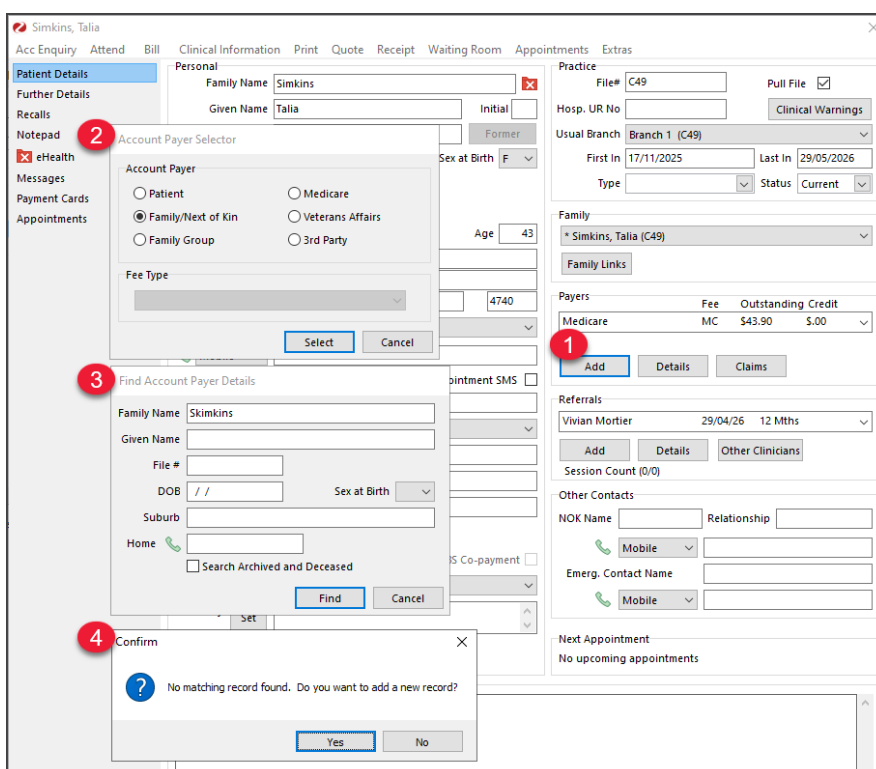 Simkins, Talia
Acc Enquiry Attend Bill Clinical Information Print Quote Receipt Waiting Room Appointments Extras
Patient Details
Further Details
Recalls
Notepad
eHealth
Messages
Payment Cards
Appointments
Personal
Family Name Simkins
Given Name Talia Initial
Former
Sex at Birth F
Age 43
4740
2
Account Payer Selector
Account Payer
Patient Medicare
Family/Next of Kin Veterans Affairs
Family Group 3rd Party
Fee Type
Select Cancel
3
Find Account Payer Details
Family Name Skimkins
Given Name
File #
DOB / / Sex at Birth
Suburb
Home
Search Archived and Deceased
Find Cancel
Set
4
Confirm
No matching record found. Do you want to add a new record?
Yes No
Practice
File# C49 Pull File
Hosp. UR No Clinical Warnings
Usual Branch Branch 1 (C49)
First In 17/11/2025 Last In 29/05/2026
Type Status Current
Family
* Simkins, Talia (C49)
Family Links
Payers
Fee Outstanding Credit
Medicare MC $43.90 $.00
1
Add Details Claims
Referrals
Vivian Mortier 29/04/26 12 Mths
Add Details Other Clinicians
Session Count (0/0)
Other Contacts
NOK Name Relationship
Mobile
Emerg. Contact Name
Mobile
Next Appointment
No upcoming appointments